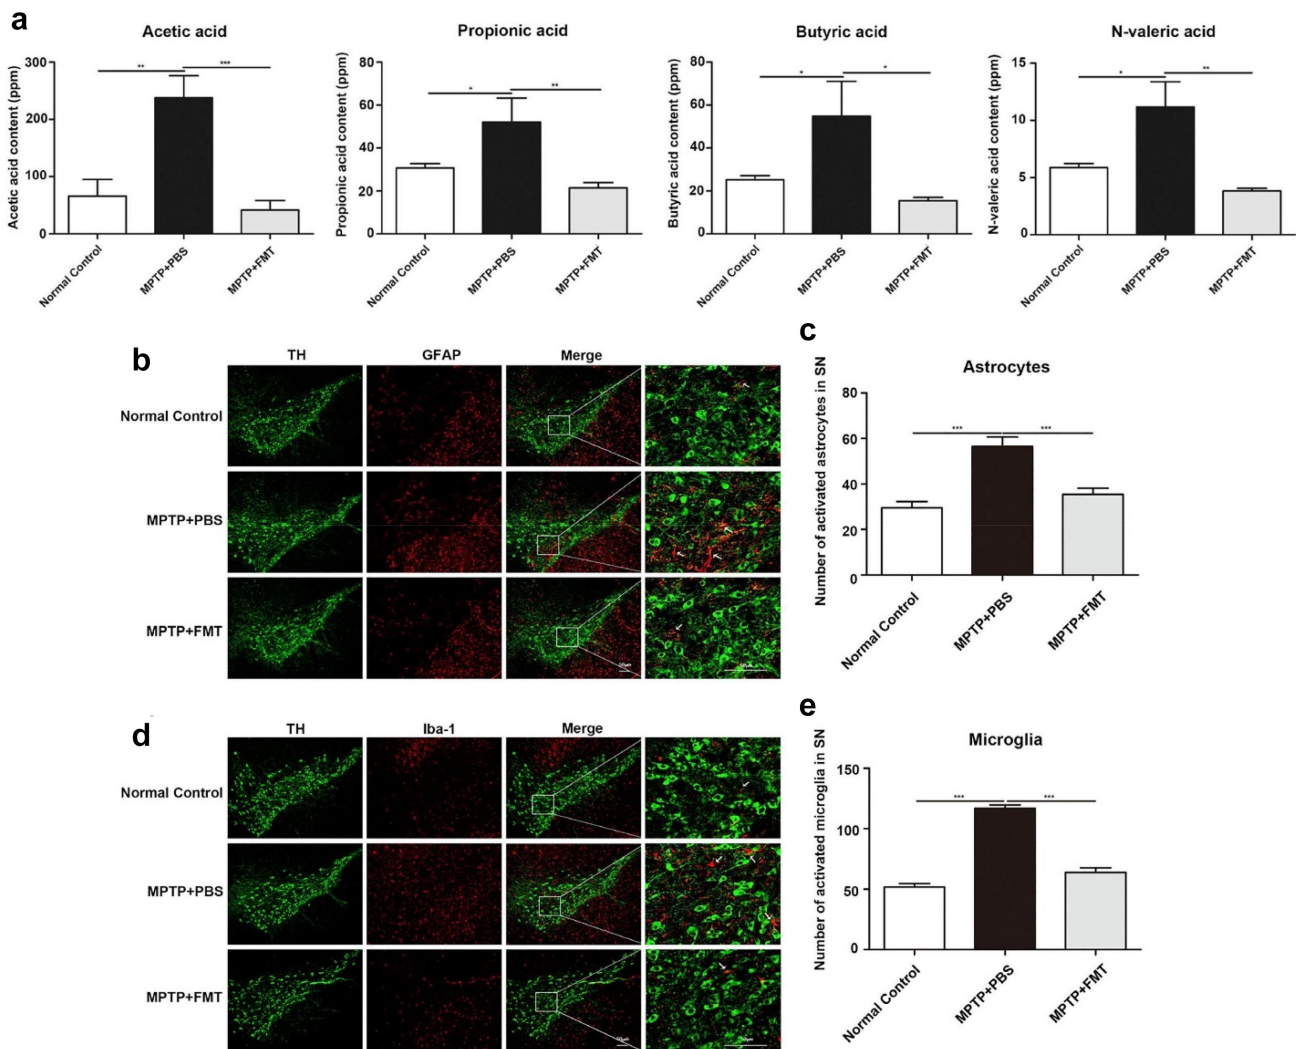 a
Acetic acid
Propionic acid
Butyric acid
N-valeric acid
Acetic acid content (ppm)
300
200
100
0
** ***
Normal Control
MPTP+PBS
MPTP+FMT
Propionic acid content (ppm)
80
60
40
20
0
* **
Normal Control
MPTP+PBS
MPTP+FMT
Butyric acid content (ppm)
80
60
40
20
0
* *
Normal Control
MPTP+PBS
MPTP+FMT
N-valeric acid content (ppm)
15
10
5
0
* **
Normal Control
MPTP+PBS
MPTP+FMT
b
TH GFAP Merge
Normal Control
MPTP+PBS
MPTP+FMT
c
Astrocytes
Number of activated astrocytes in SN
80
60
40
20
0
*** ***
Normal Control
MPTP+PBS
MPTP+FMT
d
TH Iba-1 Merge
Normal Control
MPTP+PBS
MPTP+FMT
e
Microglia
Number of activated microglia in SN
150
100
50
0
*** ***
Normal Control
MPTP+PBS
MPTP+FMT